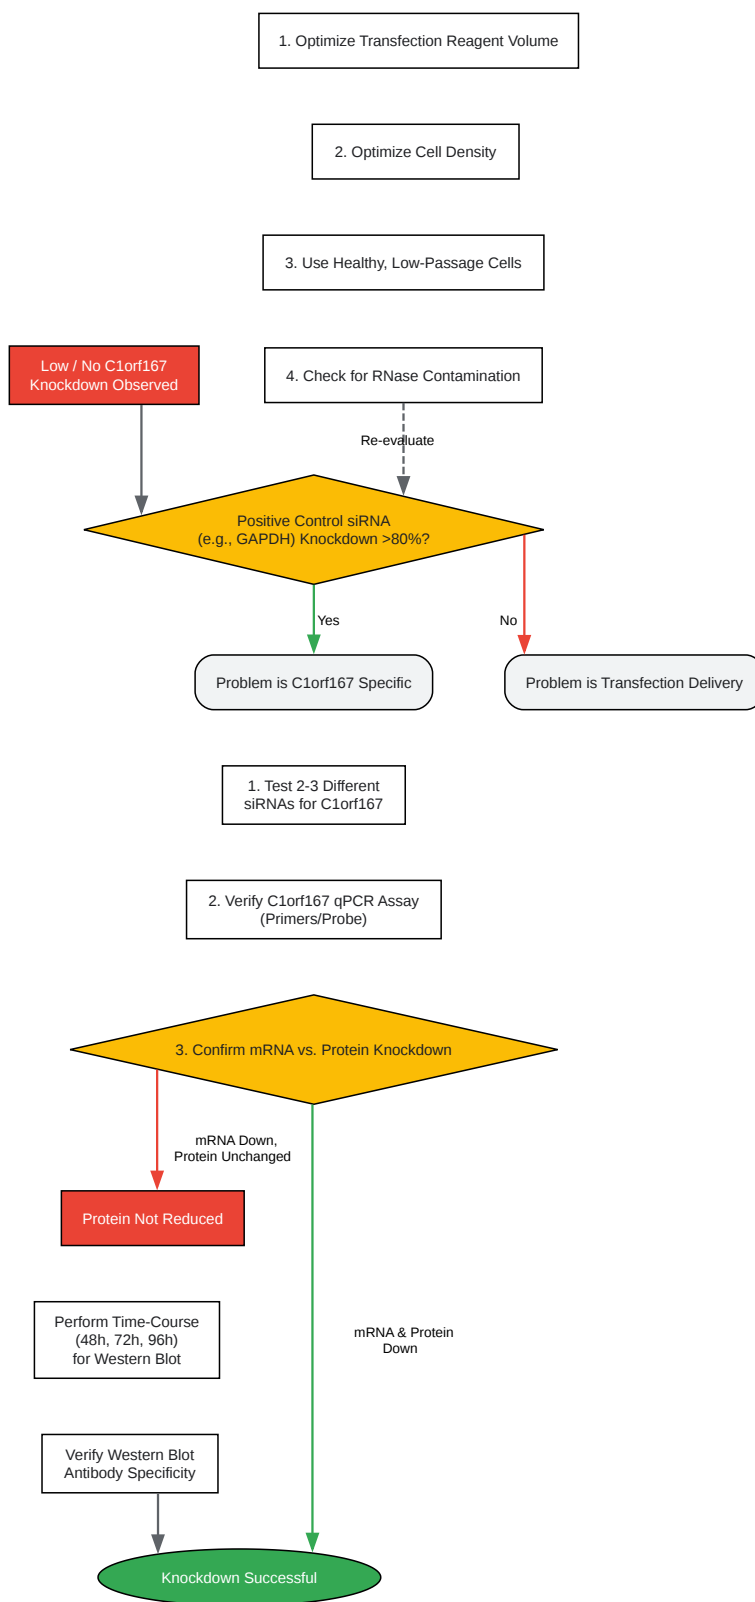 1. Optimize Transfection Reagent Volume
2. Optimize Cell Density
3. Use Healthy, Low-Passage Cells
Low / No C1orf167
Knockdown Observed
4. Check for RNase Contamination
Re-evaluate
Positive Control siRNA
(e.g., GAPDH) Knockdown >80%?
Yes
No
Problem is C1orf167 Specific
Problem is Transfection Delivery
1. Test 2-3 Different
siRNAs for C1orf167
2. Verify C1orf167 qPCR Assay
(Primers/Probe)
3. Confirm mRNA vs. Protein Knockdown
mRNA Down,
Protein Unchanged
Protein Not Reduced
Perform Time-Course
(48h, 72h, 96h)
for Western Blot
mRNA & Protein
Down
Verify Western Blot
Antibody Specificity
Knockdown Successful